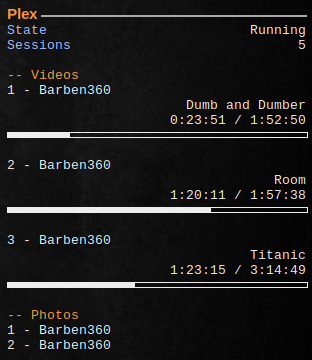 Plex
State Running
Sessions 5
-- Videos
1 - Barben360
Dumb and Dumber
0:23:51 / 1:52:50
2 - Barben360
Room
1:20:11 / 1:57:38
3 - Barben360
Titanic
1:23:15 / 3:14:49
-- Photos
1 - Barben360
2 - Barben360